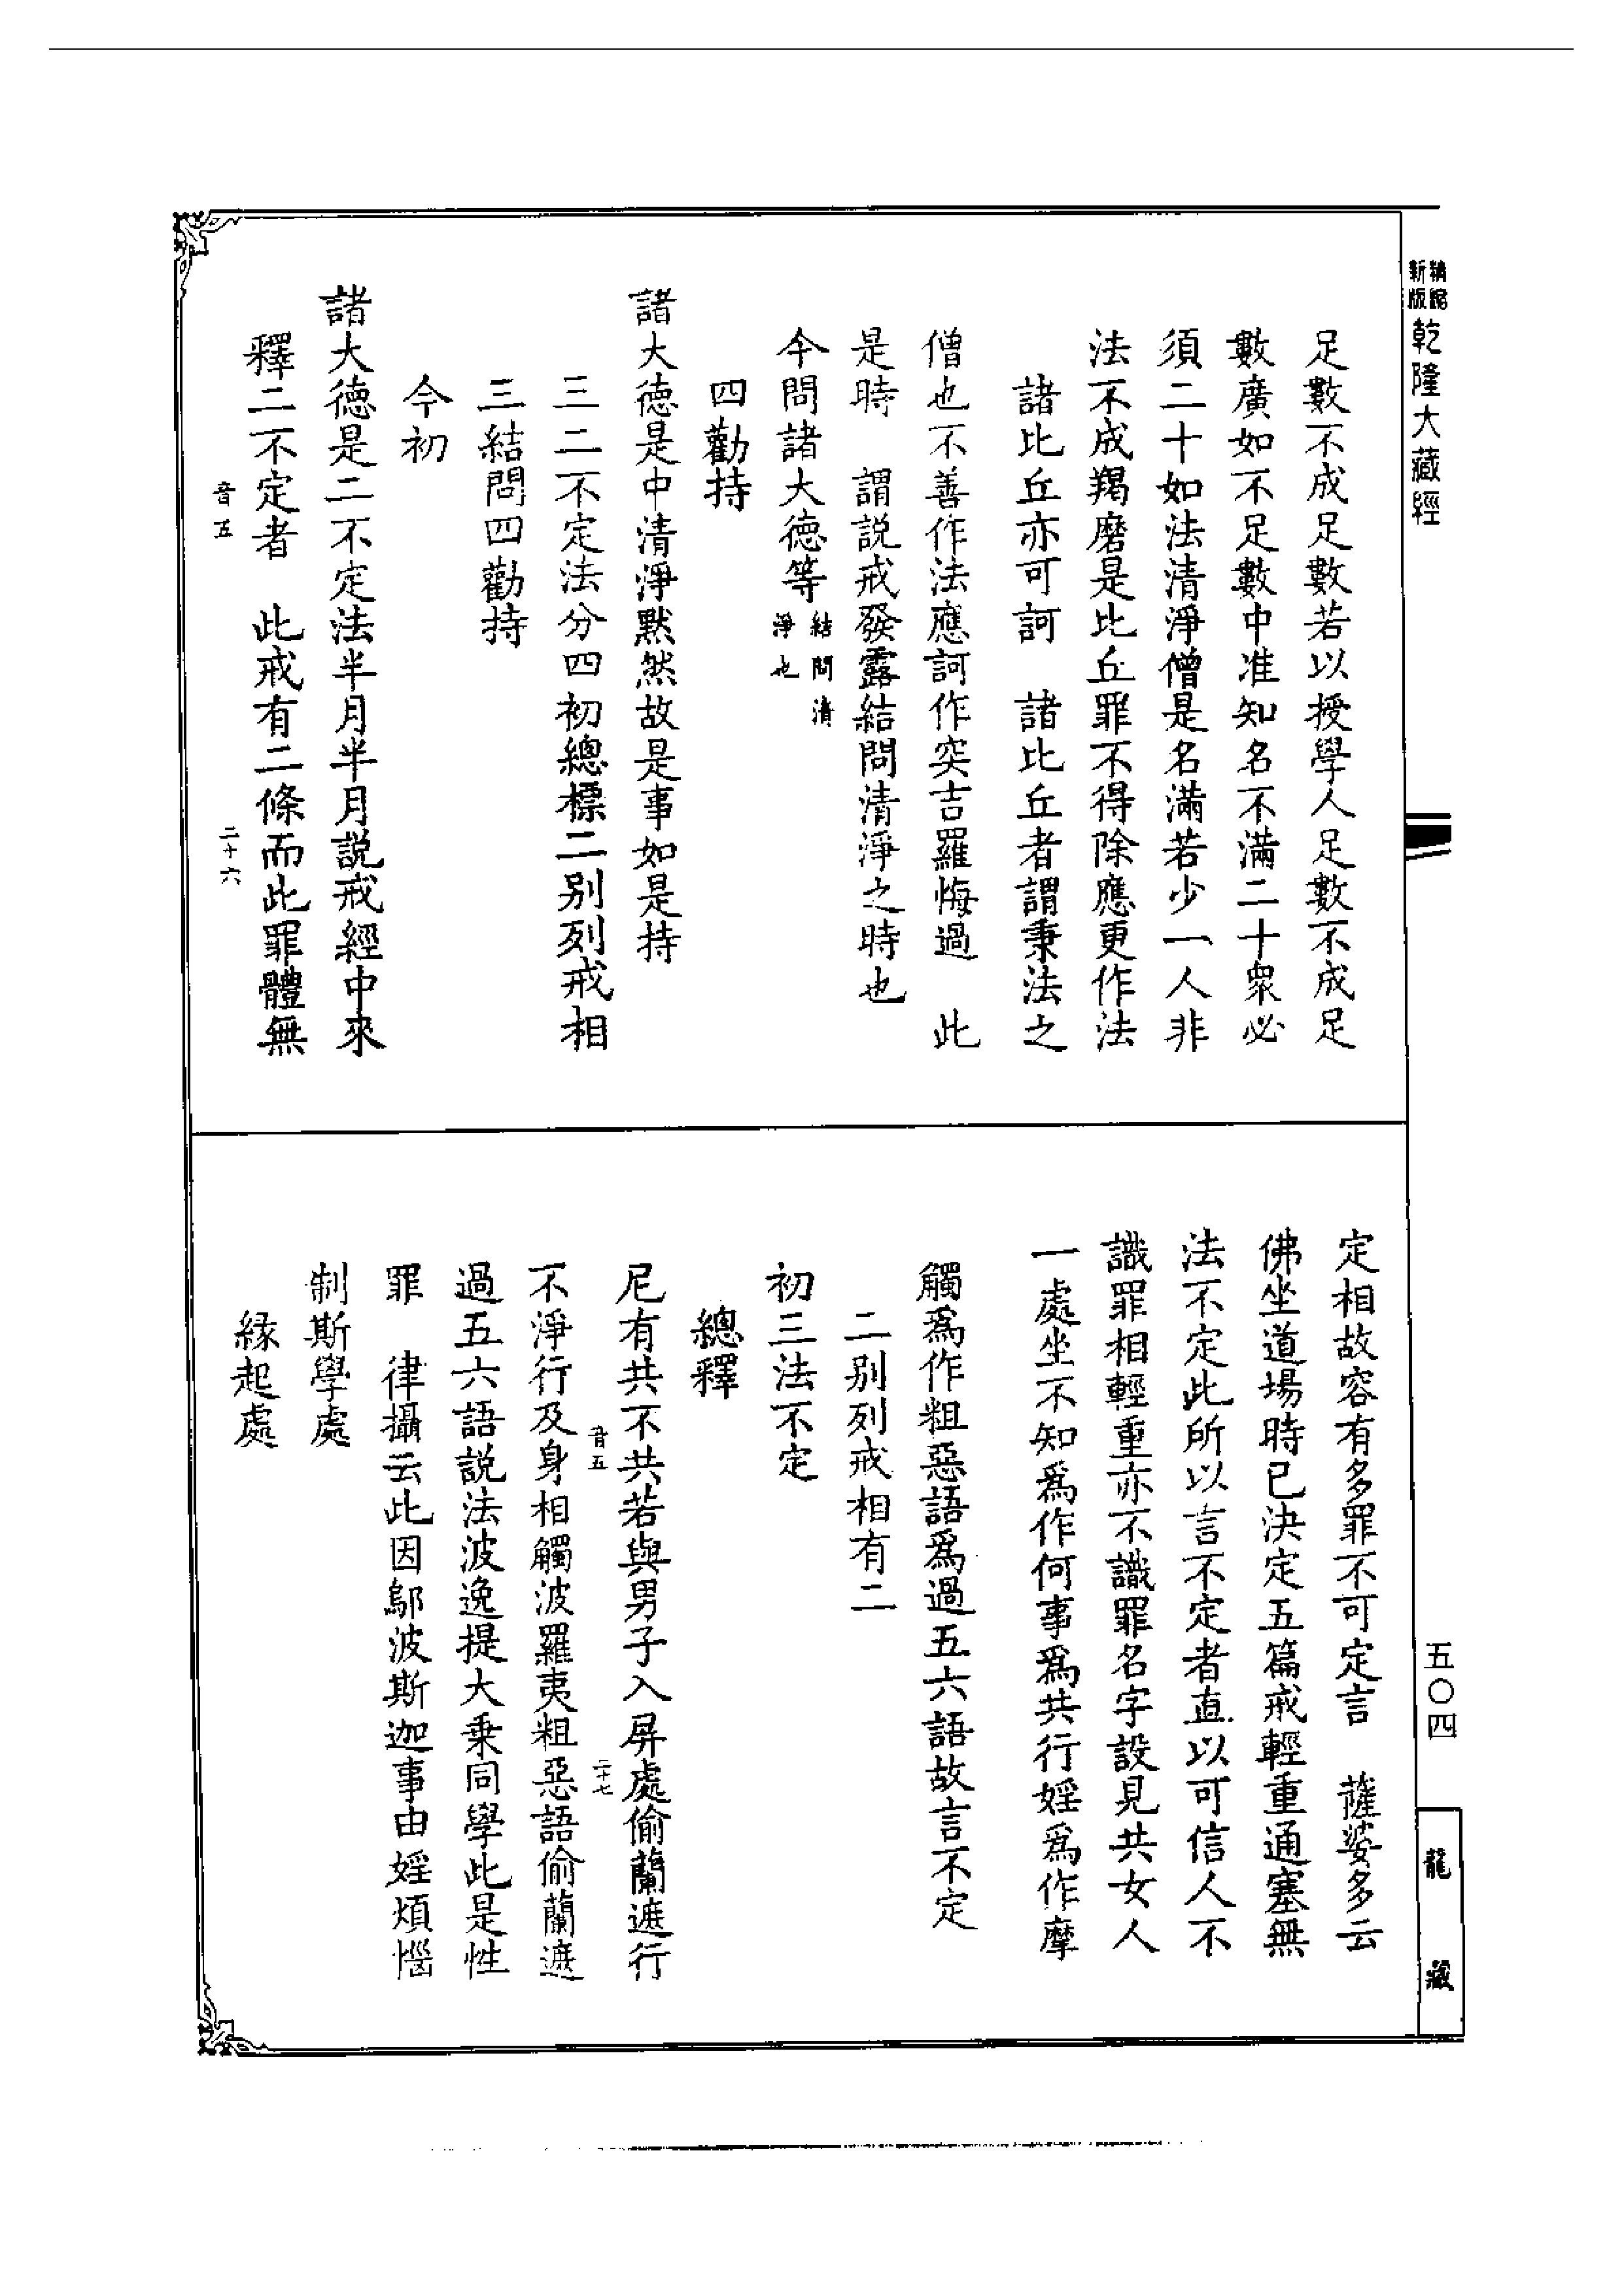 精縮
新版
乾隆大藏經
足數不成足數若以授學人足數不成足
數廣如不足數中准知名不滿二十衆必
須二十如法清淨僧是名滿若少一人非
法不成羯磨是比丘罪不得除應更作法
諸比丘亦可訶　諸比丘者謂秉法之
僧也不善作法應訶作突吉羅悔過　此
是時　謂説戒發露結問清淨之時也
今問諸大德等結問清淨也
四勸持
諸大德是中清淨默然故是事如是持
三二不定法分四初總標二别列戒相
三結問四勸持
今初
諸大德是二不定法半月半月説戒經中來
釋二不定者　此戒有二條而此罪體無
音五　二十六
定相故容有多罪不可定言　薩婆多云
佛坐道場時已決定五篇戒輕重通塞無
法不定此所以言不定者直以可信人不
識罪相輕重亦不識罪名字設見共女人
一處坐不知爲作何事爲共行婬爲作摩
觸爲作粗惡語爲過五六語故言不定
二别列戒相有二
初三法不定
總釋
尼有共不共若與男子入屏處偷蘭遮行
音五　二十七
不淨行及身相觸波羅夷粗惡語偷蘭遮
過五六語説法波逸提大乘同學此是性
罪　律攝云此因鄔波斯迦事由婬煩惱
制斯學處
緣起處
五〇四
龍藏